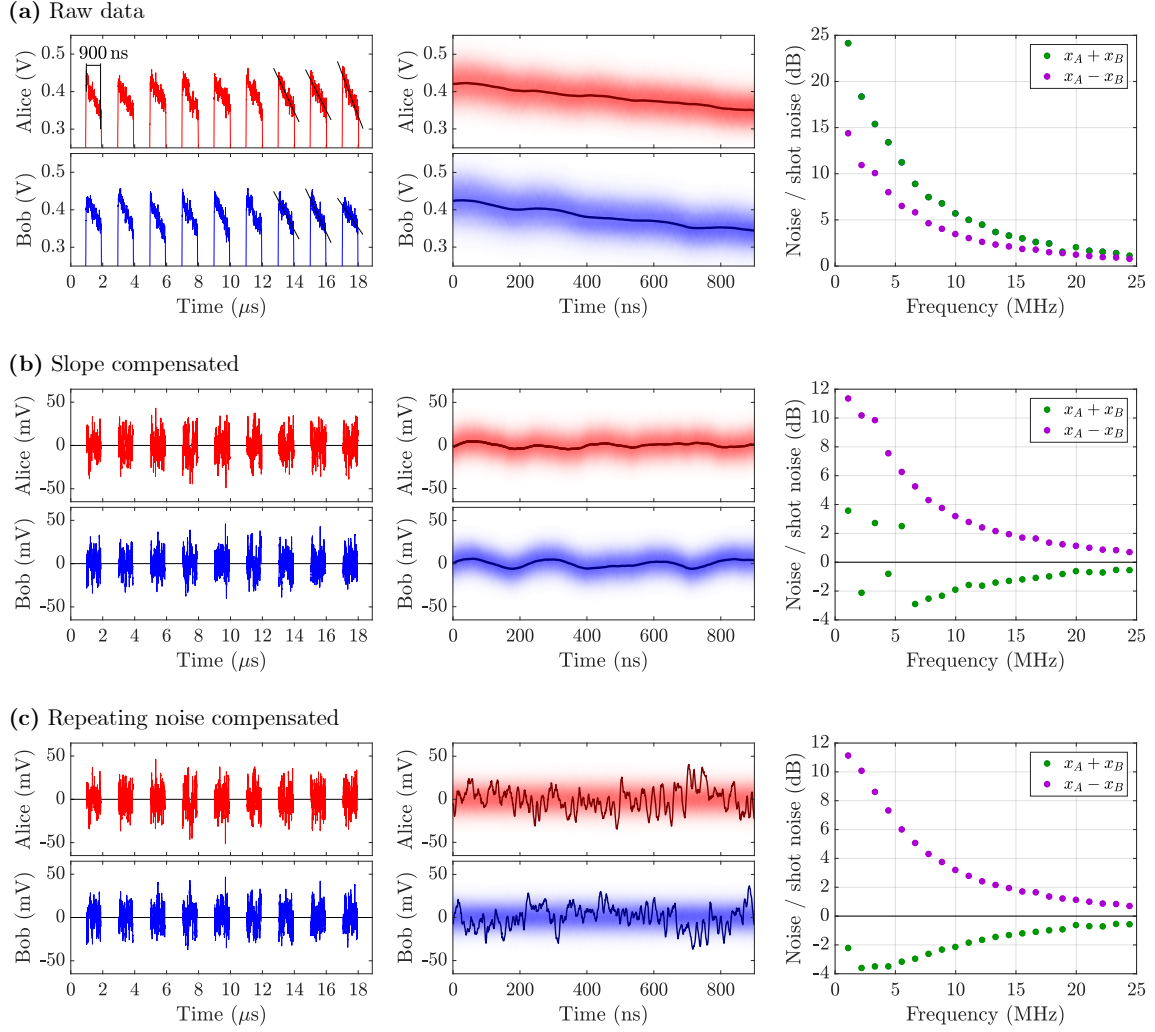 (a) Raw data
900 ns
Alice (V)
0.5
0.4
0.3
Bob (V)
0.5
0.4
0.3
0 2 4 6 8 10 12 14 16 18
Time (μs)
Alice (V)
0.5
0.4
0.3
Bob (V)
0.5
0.4
0.3
0 200 400 600 800
Time (ns)
Noise / shot noise (dB)
25
20
15
10
5
0
x_A + x_B
x_A − x_B
0 5 10 15 20 25
Frequency (MHz)
(b) Slope compensated
Alice (mV)
50
0
-50
Bob (mV)
50
0
-50
0 2 4 6 8 10 12 14 16 18
Time (μs)
Alice (mV)
50
0
-50
Bob (mV)
50
0
-50
0 200 400 600 800
Time (ns)
Noise / shot noise (dB)
12
10
8
6
4
2
0
-2
-4
x_A + x_B
x_A − x_B
0 5 10 15 20 25
Frequency (MHz)
(c) Repeating noise compensated
Alice (mV)
50
0
-50
Bob (mV)
50
0
-50
0 2 4 6 8 10 12 14 16 18
Time (μs)
Alice (mV)
50
0
-50
Bob (mV)
50
0
-50
0 200 400 600 800
Time (ns)
Noise / shot noise (dB)
12
10
8
6
4
2
0
-2
-4
x_A + x_B
x_A − x_B
0 5 10 15 20 25
Frequency (MHz)